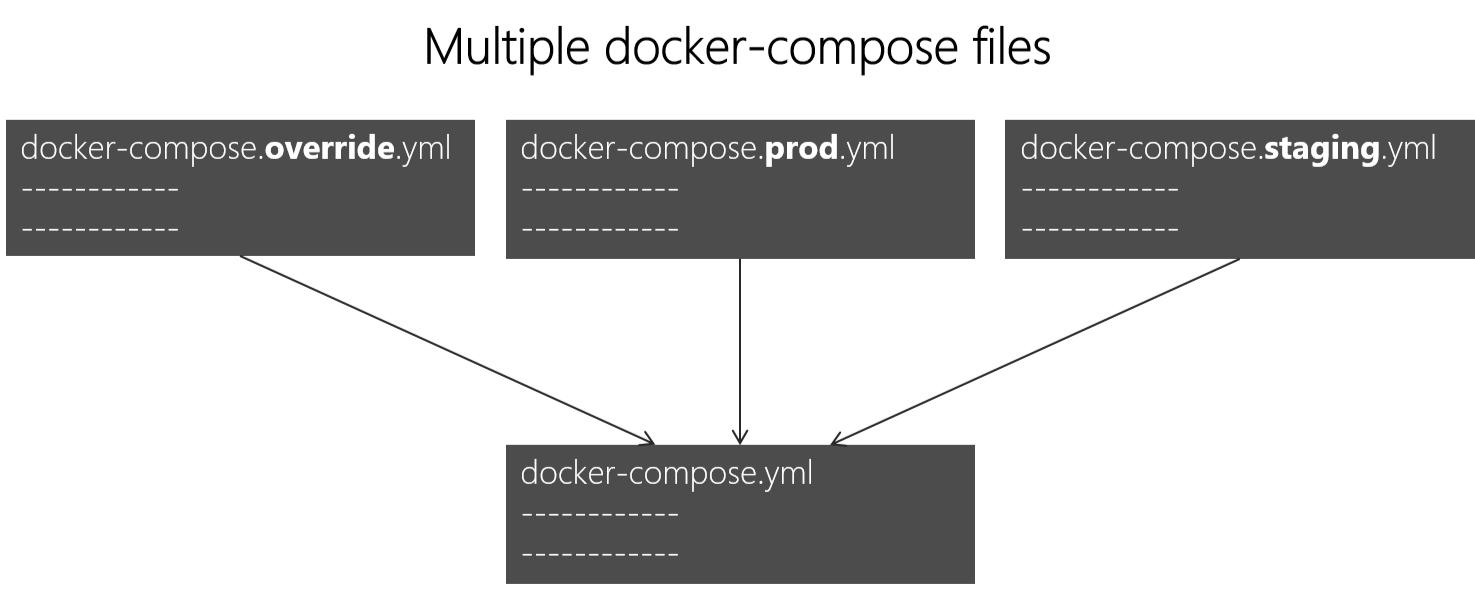 Multiple docker-compose files
docker-compose.override.yml
------------
------------
docker-compose.prod.yml
------------
------------
docker-compose.staging.yml
------------
------------
docker-compose.yml
------------
------------